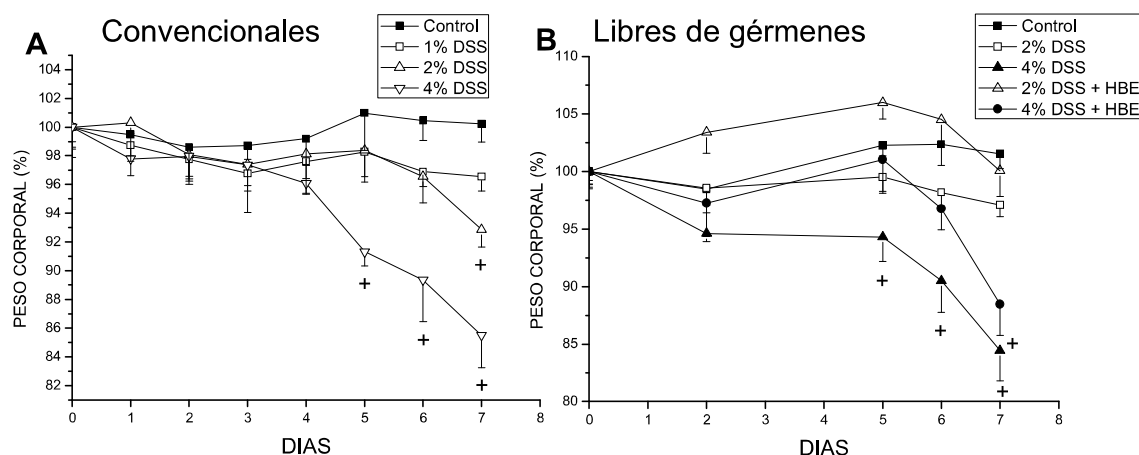 A Convencionales
Control
1% DSS
2% DSS
4% DSS
PESO CORPORAL (%)
104
102
100
98
96
94
92
90
88
86
84
82
+
+
+
+
0 1 2 3 4 5 6 7 8
DIAS
B Libres de gérmenes
Control
2% DSS
4% DSS
2% DSS + HBE
4% DSS + HBE
PESO CORPORAL (%)
110
105
100
95
90
85
80
+
+
+
+
0 1 2 3 4 5 6 7 8
DIAS